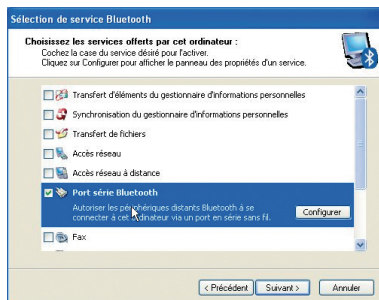 Sélection de service Bluetooth
Choisissez les services offerts par cet ordinateur :
Cochez la case du service désiré pour l'activer.
Cliquez sur Configurer pour afficher le panneau des propriétés d'un service.
Transfert d'éléments du gestionnaire d'informations personnelles
Synchronisation du gestionnaire d'informations personnelles
Transfert de fichiers
Accès réseau
Accès réseau à distance
Port série Bluetooth
Autoriser les périphériques distants Bluetooth à se
connecter à cet ordinateur via un port en série sans fil.
Configurer
Fax
< Précédent
Suivant >
Annuler